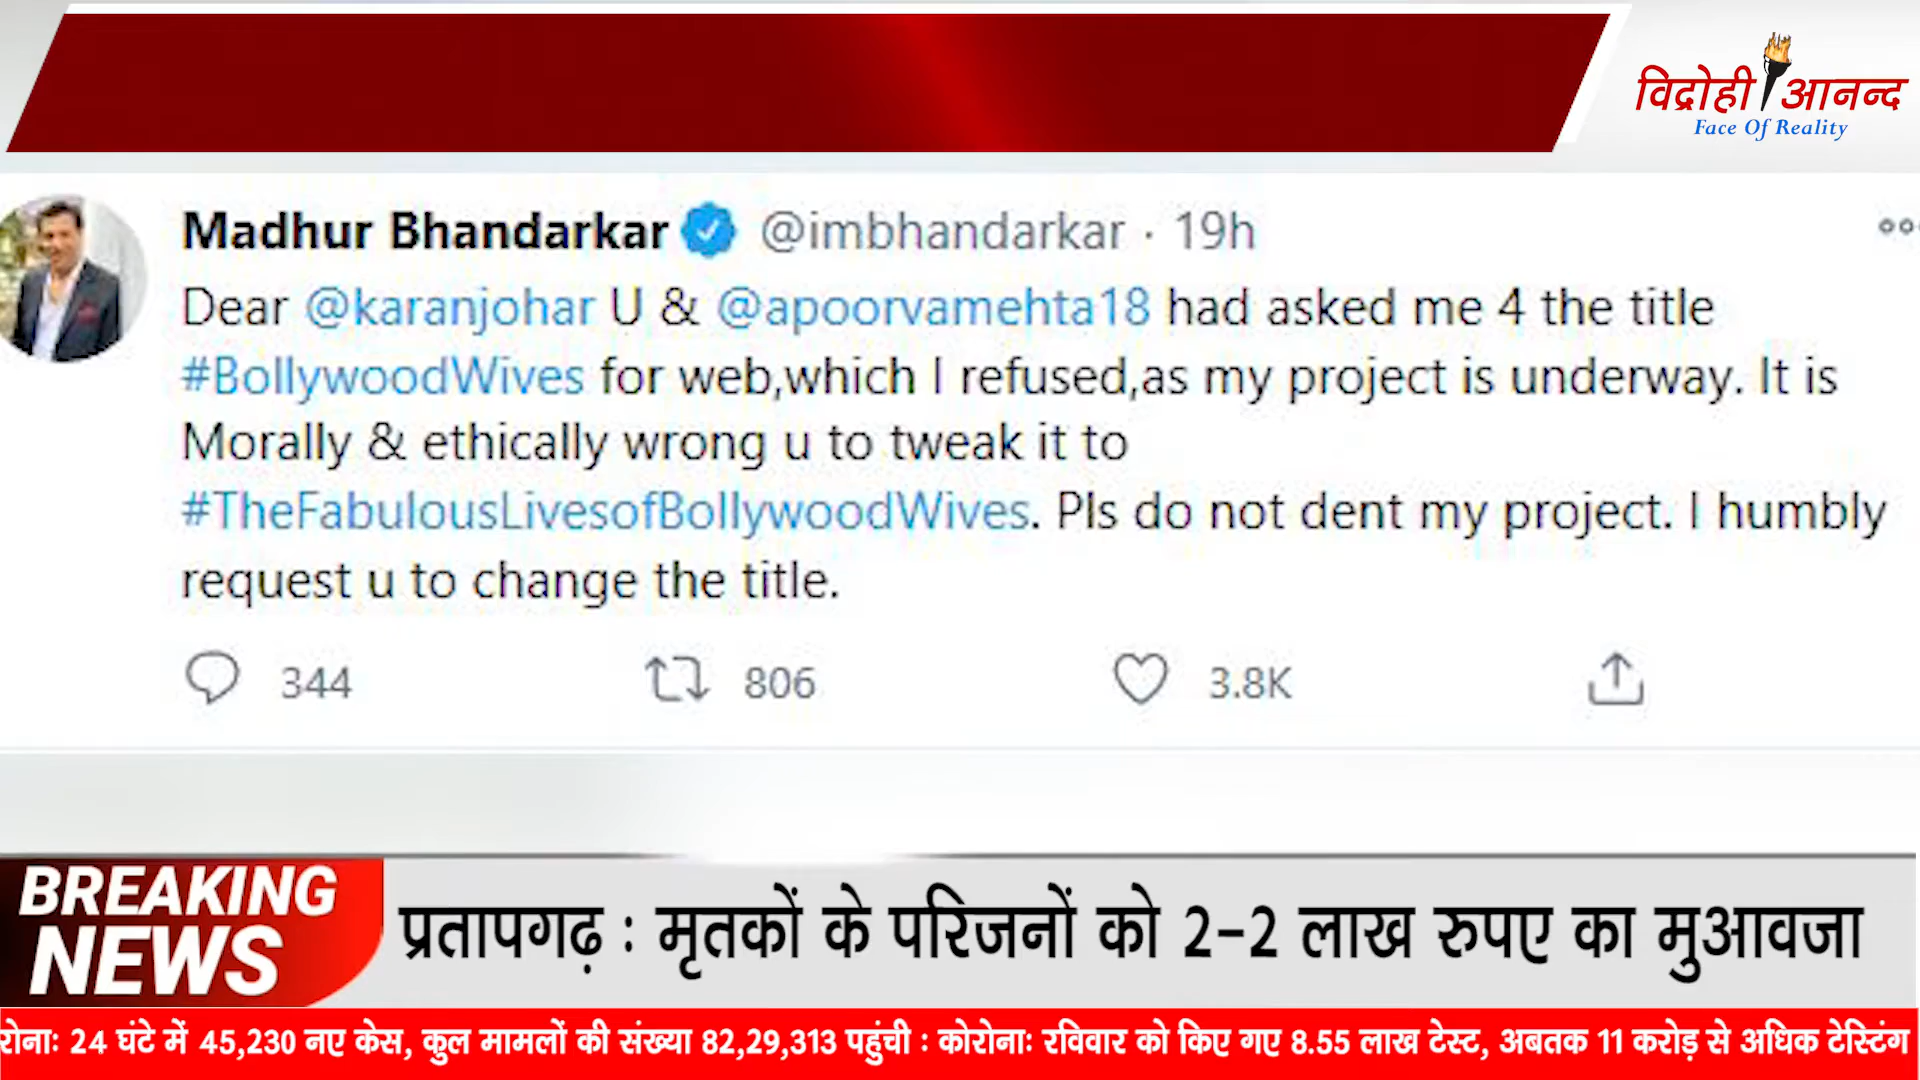 विद्रोही आनन्द
Face Of Reality
Madhur Bhandarkar @imbhandarkar · 19h
Dear @karanjohar U & @apoorvamehta18 had asked me 4 the title
#BollywoodWives for web,which I refused,as my project is underway. It is
Morally & ethically wrong u to tweak it to
#TheFabulousLivesofBollywoodWives. Pls do not dent my project. I humbly
request u to change the title.
344 806 3.8K
BREAKING
NEWS
प्रतापगढ़ : मृतकों के परिजनों को 2-2 लाख रुपए का मुआवजा
रोनाः 24 घंटे में 45,230 नए केस, कुल मामलों की संख्या 82,29,313 पहुंची : कोरोनाः रविवार को किए गए 8.55 लाख टेस्ट, अबतक 11 करोड़ से अधिक टेस्टिंग